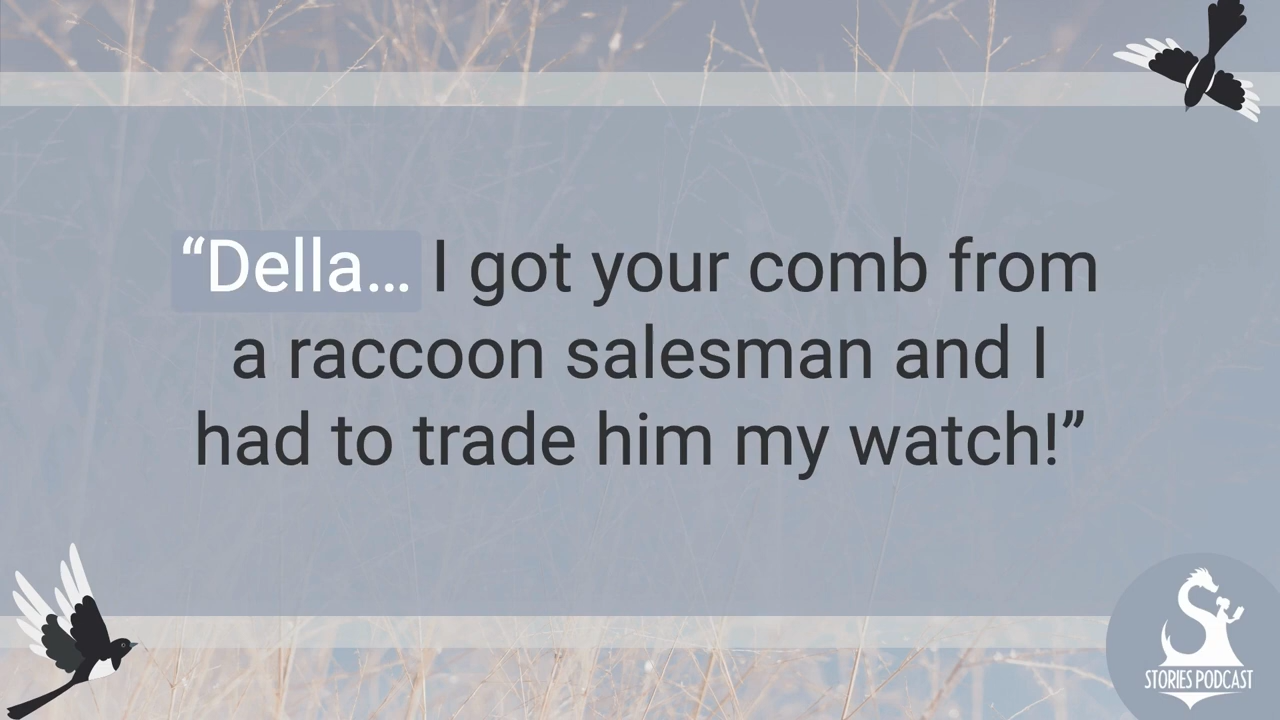 “Della… I got your comb from
a raccoon salesman and I
had to trade him my watch!”
STORIES PODCAST